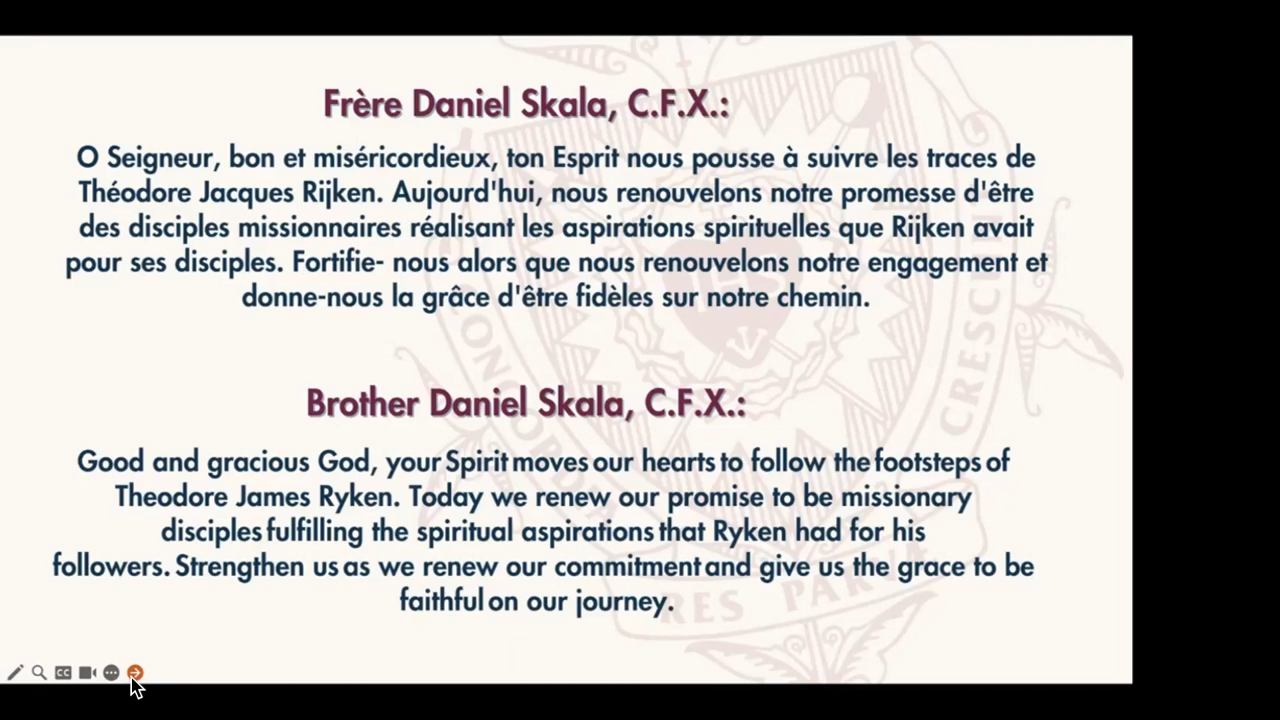 Frère Daniel Skala, C.F.X.:
O Seigneur, bon et miséricordieux, ton Esprit nous pousse à suivre les traces de
Théodore Jacques Rijken. Aujourd'hui, nous renouvelons notre promesse d'être
des disciples missionnaires réalisant les aspirations spirituelles que Rijken avait
pour ses disciples. Fortifie- nous alors que nous renouvelons notre engagement et
donne-nous la grâce d'être fidèles sur notre chemin.
Brother Daniel Skala, C.F.X.:
Good and gracious God, your Spirit moves our hearts to follow the footsteps of
Theodore James Ryken. Today we renew our promise to be missionary
disciples fulfilling the spiritual aspirations that Ryken had for his
followers. Strengthen us as we renew our commitment and give us the grace to be
faithful on our journey.
CONCORDIA
RES PARVÆ
CRESCUNT
CC